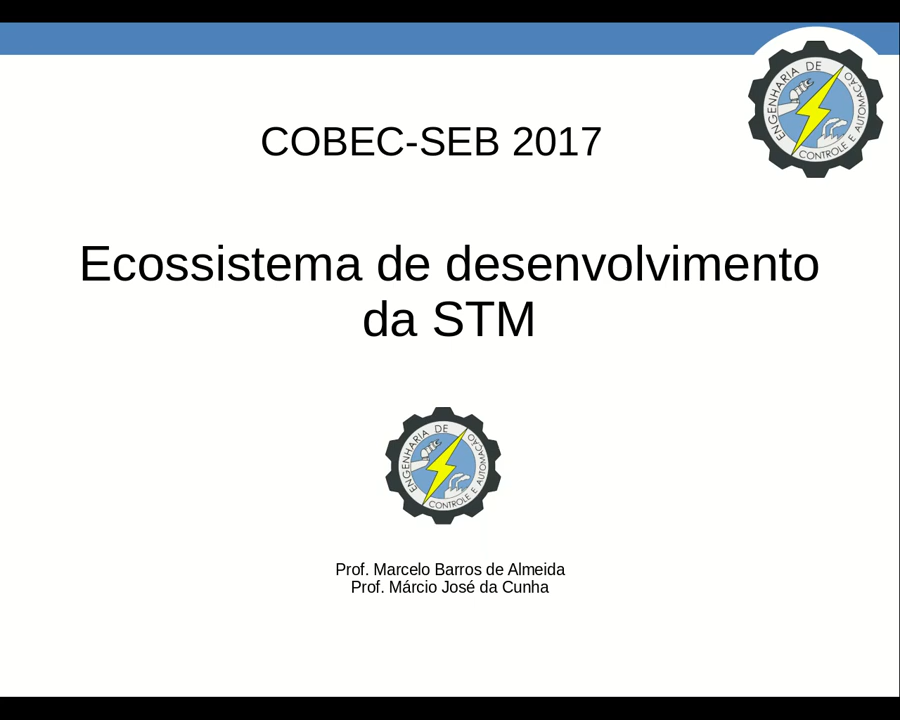 ENGENHARIA DE
CONTROLE E AUTOMAÇÃO
COBEC-SEB 2017
Ecossistema de desenvolvimento
da STM
ENGENHARIA DE
CONTROLE E AUTOMAÇÃO
Prof. Marcelo Barros de Almeida
Prof. Márcio José da Cunha